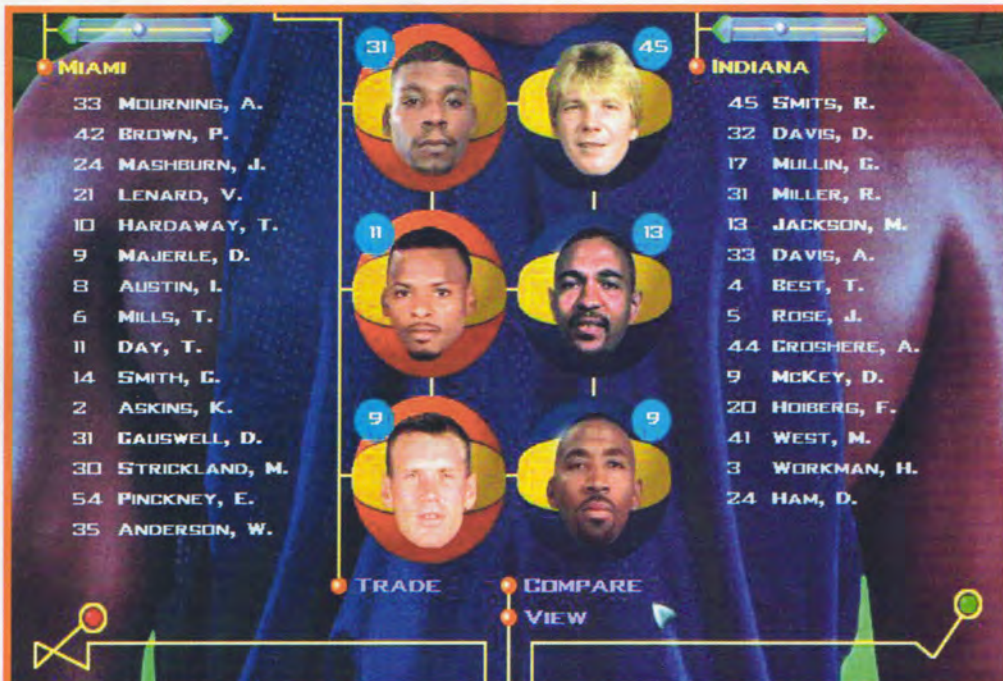 MIAMI
33 MOURNING, A.
42 BROWN, P.
24 MASHBURN, J.
21 LENARD, V.
10 HARDAWAY, T.
9 MAJERLE, D.
8 AUSTIN, I.
6 MILLS, T.
11 DAY, T.
14 SMITH, C.
2 ASKINS, K.
31 CAUSWELL, D.
30 STRICKLAND, M.
54 PINCKNEY, E.
35 ANDERSON, W.
31
45
11
13
9
9
INDIANA
45 SMITS, R.
32 DAVIS, D.
17 MULLIN, C.
31 MILLER, R.
13 JACKSON, M.
33 DAVIS, A.
4 BEST, T.
5 ROSE, J.
44 CROSHERE, A.
9 MCKEY, D.
20 HOIBERG, F.
41 WEST, M.
3 WORKMAN, H.
24 HAM, D.
TRADE
COMPARE
VIEW